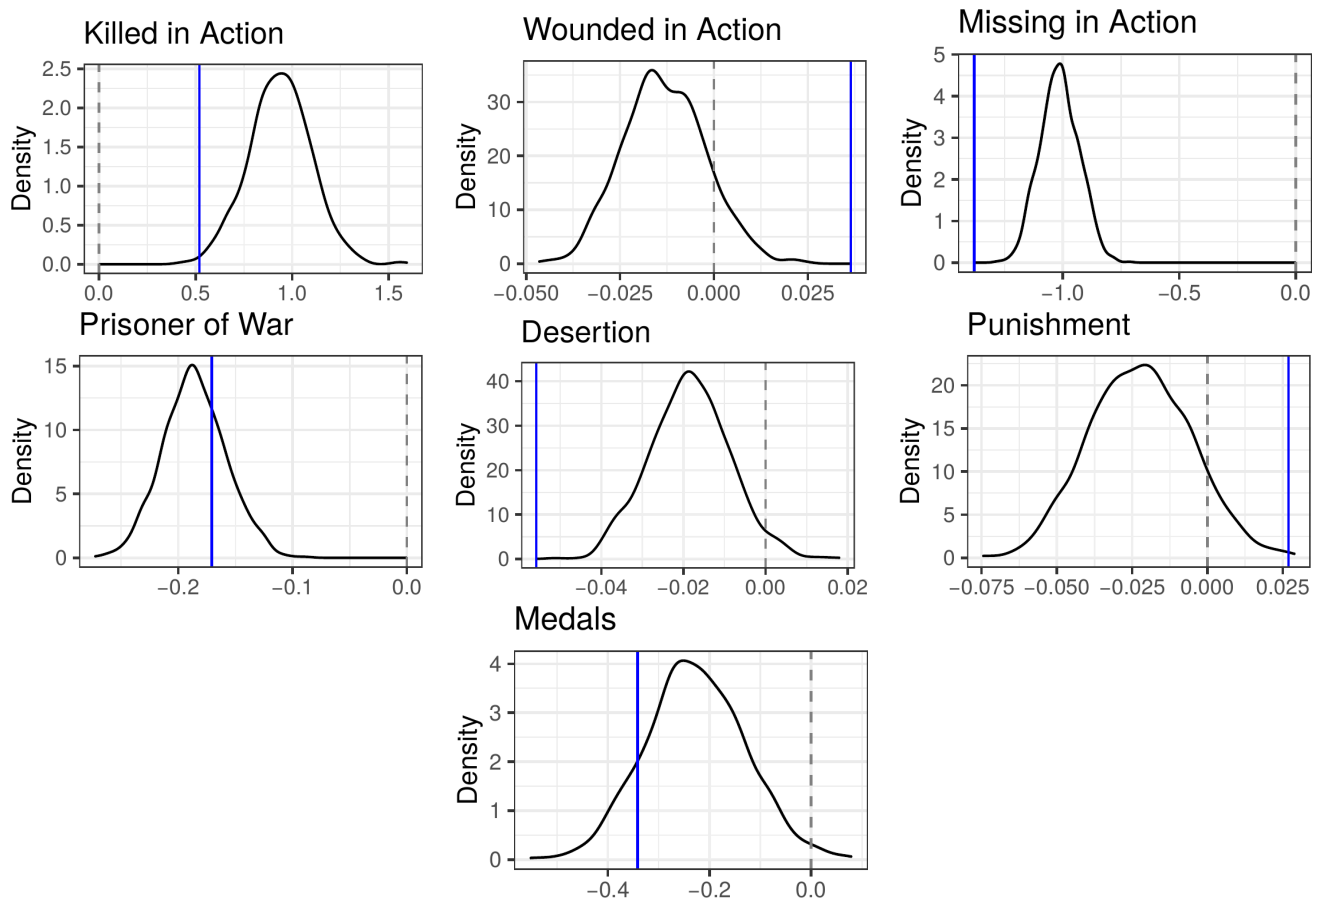 Killed in Action
Density
2.5
2.0
1.5
1.0
0.5
0.0
0.0 0.5 1.0 1.5
Wounded in Action
Density
30
20
10
0
−0.050 −0.025 0.000 0.025
Missing in Action
Density
5
4
3
2
1
0
−1.0 −0.5 0.0
Prisoner of War
Density
15
10
5
0
−0.2 −0.1 0.0
Desertion
Density
40
30
20
10
0
−0.04 −0.02 0.00 0.02
Punishment
Density
20
15
10
5
0
−0.075 −0.050 −0.025 0.000 0.025
Medals
Density
4
3
2
1
0
−0.4 −0.2 0.0